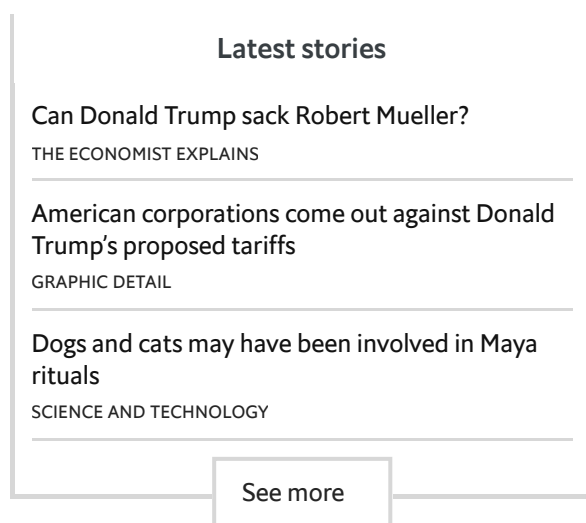 Latest stories
Can Donald Trump sack Robert Mueller?
THE ECONOMIST EXPLAINS
American corporations come out against Donald
Trump’s proposed tariffs
GRAPHIC DETAIL
Dogs and cats may have been involved in Maya
rituals
SCIENCE AND TECHNOLOGY
See more